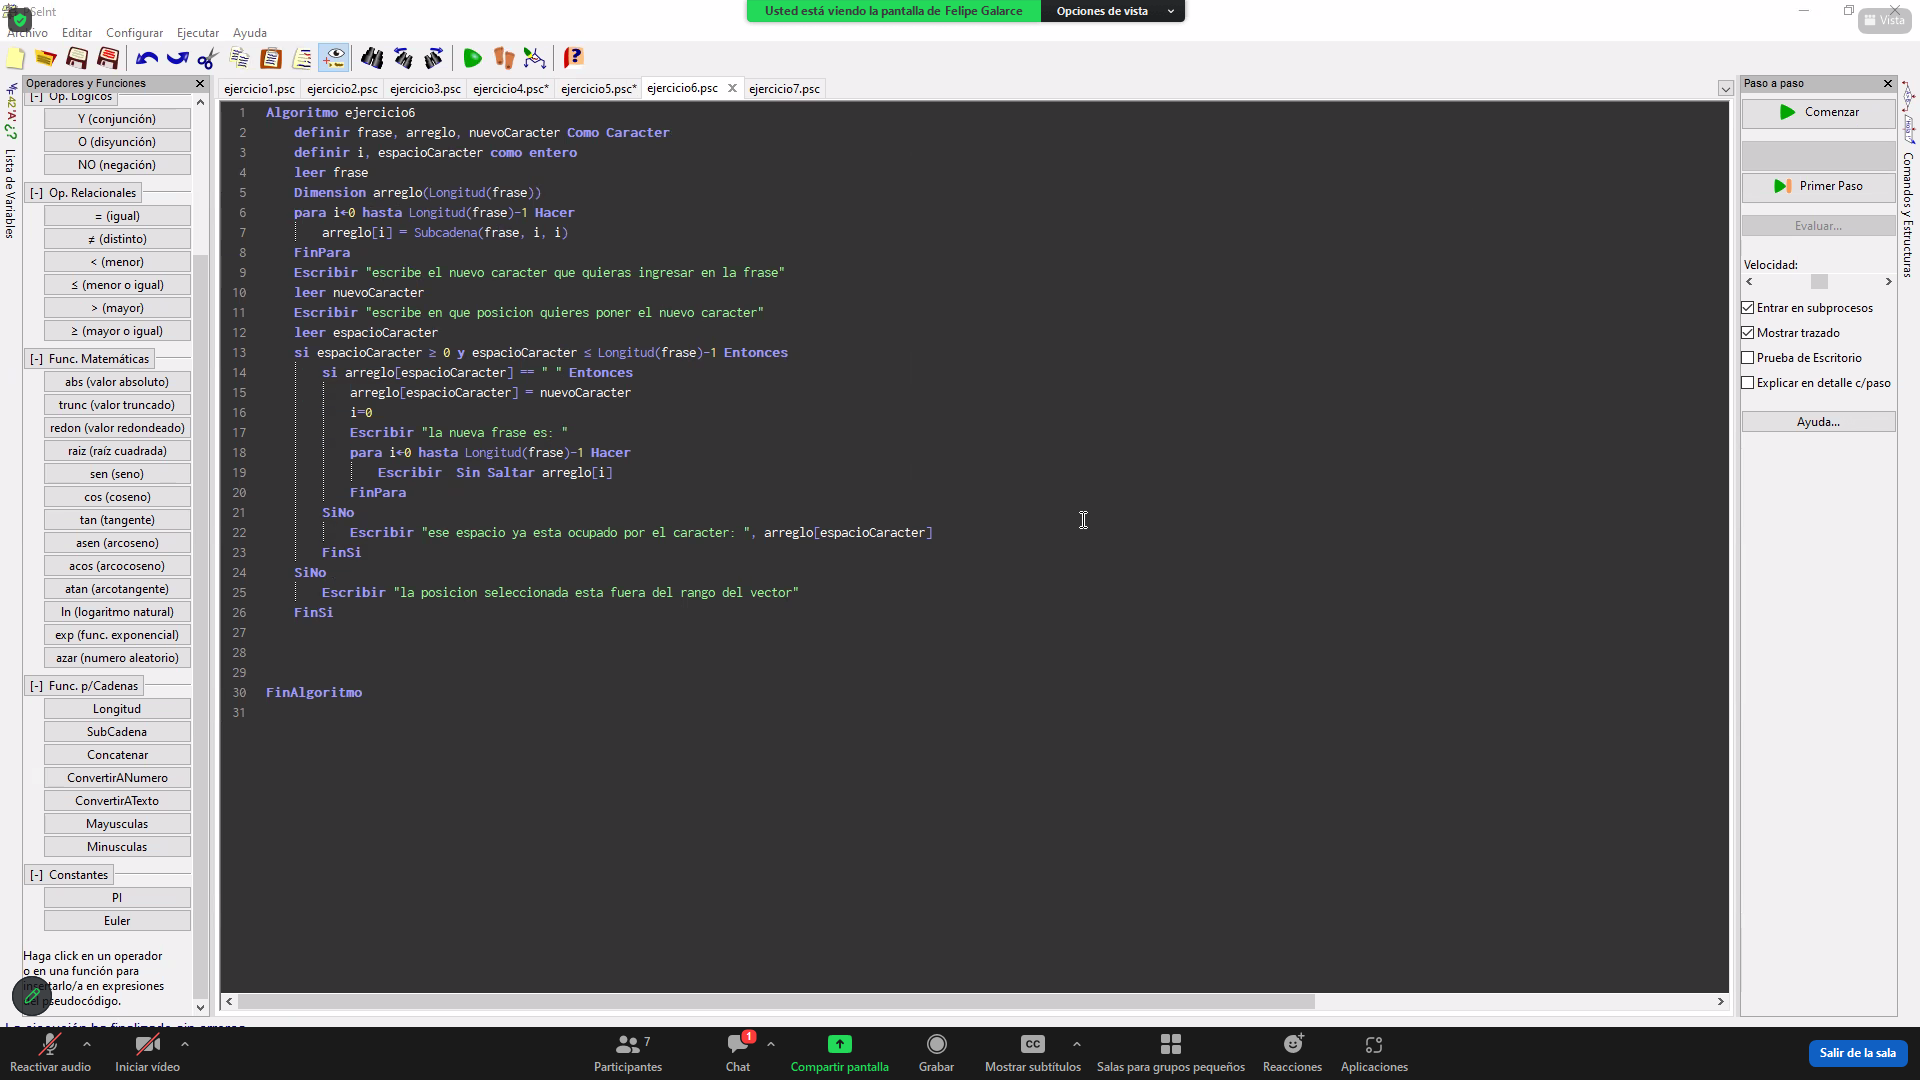 PSeInt
Usted está viendo la pantalla de Felipe Galarce
Opciones de vista
Vista
Archivo Editar Configurar Ejecutar Ayuda
Operadores y Funciones
ejercicio1.psc ejercicio2.psc ejercicio3.psc ejercicio4.psc* ejercicio5.psc* ejercicio6.psc ejercicio7.psc
Lista de Variables
[-] Op. Lógicos
Y (conjunción)
O (disyunción)
NO (negación)
[-] Op. Relacionales
= (igual)
≠ (distinto)
< (menor)
≤ (menor o igual)
> (mayor)
≥ (mayor o igual)
[-] Func. Matemáticas
abs (valor absoluto)
trunc (valor truncado)
redon (valor redondeado)
raiz (raíz cuadrada)
sen (seno)
cos (coseno)
tan (tangente)
asen (arcoseno)
acos (arcocoseno)
atan (arcotangente)
ln (logaritmo natural)
exp (func. exponencial)
azar (numero aleatorio)
[-] Func. p/Cadenas
Longitud
SubCadena
Concatenar
ConvertirANumero
ConvertirATexto
Mayusculas
Minusculas
[-] Constantes
PI
Euler
Haga click en un operador
o en una función para
insertarlo/a en expresiones
pseudocódigo.
1 Algoritmo ejercicio6
2 definir frase, arreglo, nuevoCaracter Como Caracter
3 definir i, espacioCaracter como entero
4 leer frase
5 Dimension arreglo(Longitud(frase))
6 para i←0 hasta Longitud(frase)-1 Hacer
7 arreglo[i] = Subcadena(frase, i, i)
8 FinPara
9 Escribir "escribe el nuevo caracter que quieras ingresar en la frase"
10 leer nuevoCaracter
11 Escribir "escribe en que posicion quieres poner el nuevo caracter"
12 leer espacioCaracter
13 si espacioCaracter ≥ 0 y espacioCaracter ≤ Longitud(frase)-1 Entonces
14 si arreglo[espacioCaracter] == " " Entonces
15 arreglo[espacioCaracter] = nuevoCaracter
16 i=0
17 Escribir "la nueva frase es: "
18 para i←0 hasta Longitud(frase)-1 Hacer
19 Escribir  Sin Saltar arreglo[i]
20 FinPara
21 SiNo
22 Escribir "ese espacio ya esta ocupado por el caracter: ", arreglo[espacioCaracter]
23 FinSi
24 SiNo
25 Escribir "la posicion seleccionada esta fuera del rango del vector"
26 FinSi
27
28
29
30 FinAlgoritmo
31
Paso a paso
Comenzar
Primer Paso
Evaluar...
Velocidad:
Entrar en subprocesos
Mostrar trazado
Prueba de Escritorio
Explicar en detalle c/paso
Ayuda...
Comandos y Estructuras
Reactivar audio
Iniciar vídeo
7
Participantes
1
Chat
Compartir pantalla
Grabar
CC
Mostrar subtítulos
Salas para grupos pequeños
Reacciones
Aplicaciones
Salir de la sala